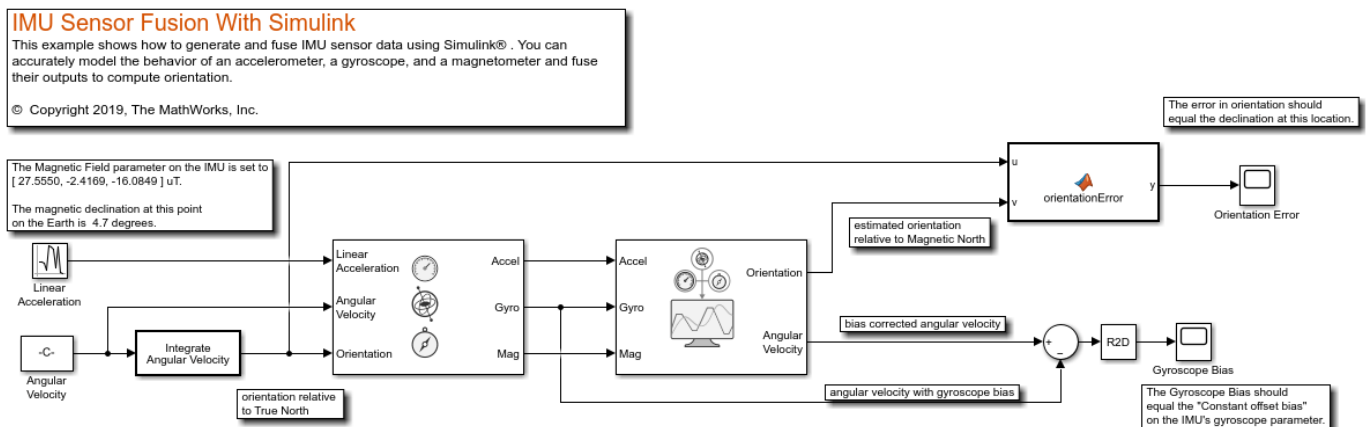 IMU Sensor Fusion With Simulink
This example shows how to generate and fuse IMU sensor data using Simulink® . You can
accurately model the behavior of an accelerometer, a gyroscope, and a magnetometer and fuse
their outputs to compute orientation.
© Copyright 2019, The MathWorks, Inc.
The error in orientation should
equal the declination at this location.
The Magnetic Field parameter on the IMU is set to
[ 27.5550, -2.4169, -16.0849 ] uT.
The magnetic declination at this point
on the Earth is 4.7 degrees.
u
v
orientationError
y
Orientation Error
estimated orientation
relative to Magnetic North
Linear
Acceleration
Linear
Acceleration
Angular
Velocity
Orientation
Accel
Gyro
Mag
Accel
Gyro
Mag
Orientation
Angular
Velocity
-C-
Angular
Velocity
Integrate
Angular Velocity
orientation relative
to True North
bias corrected angular velocity
angular velocity with gyroscope bias
+
−
R2D
Gyroscope Bias
The Gyroscope Bias should
equal the "Constant offset bias"
on the IMU's gyroscope parameter.